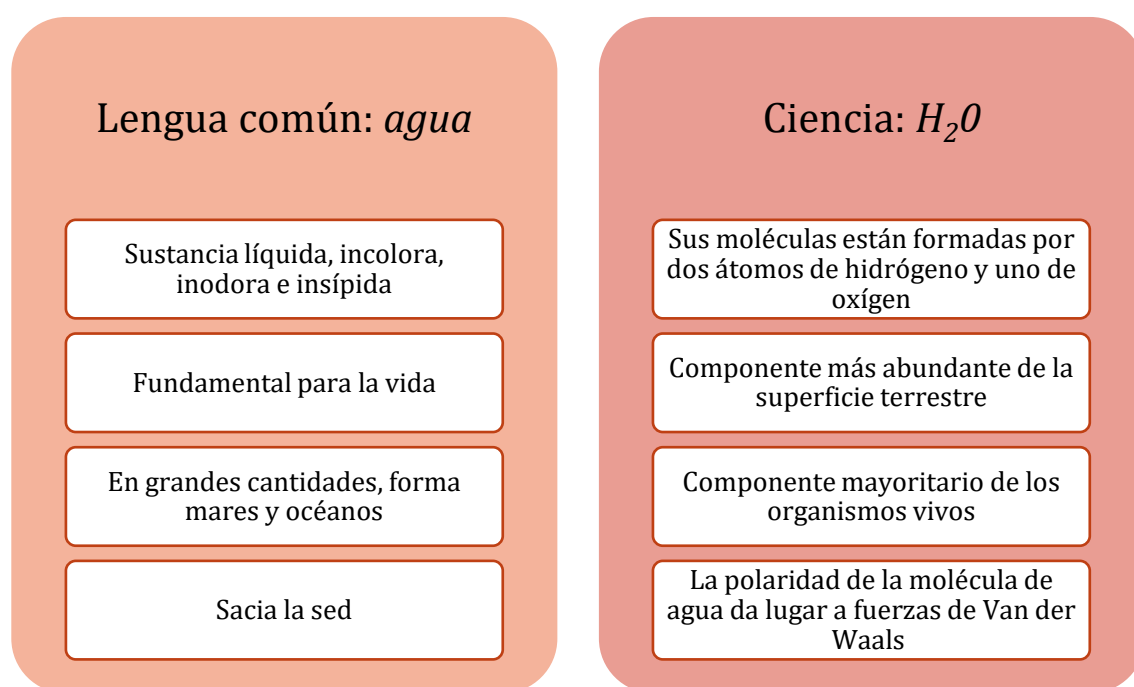 Lengua común: agua
Sustancia líquida, incolora,
inodora e insípida
Fundamental para la vida
En grandes cantidades, forma
mares y océanos
Sacia la sed
Ciencia: H₂0
Sus moléculas están formadas por
dos átomos de hidrógeno y uno de
oxígen
Componente más abundante de la
superficie terrestre
Componente mayoritario de los
organismos vivos
La polaridad de la molécula de
agua da lugar a fuerzas de Van der
Waals